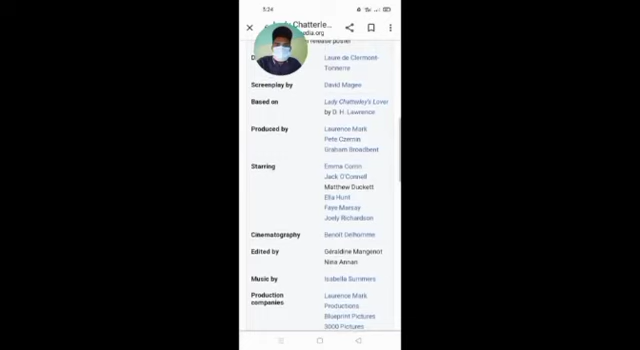 3:24
Lady Chatterle...
release poster
Laure de Clermont-
Tonnerre
Screenplay by David Magee
Based on Lady Chatterley's Lover
by D. H. Lawrence
Produced by Laurence Mark
Pete Czernin
Graham Broadbent
Starring Emma Corrin
Jack O'Connell
Matthew Duckett
Ella Hunt
Faye Marsay
Joely Richardson
Cinematography Benoît Delhomme
Edited by Géraldine Mangenot
Nina Annan
Music by Isabella Summers
Production
companies
Laurence Mark
Productions
Blueprint Pictures
3000 Pictures